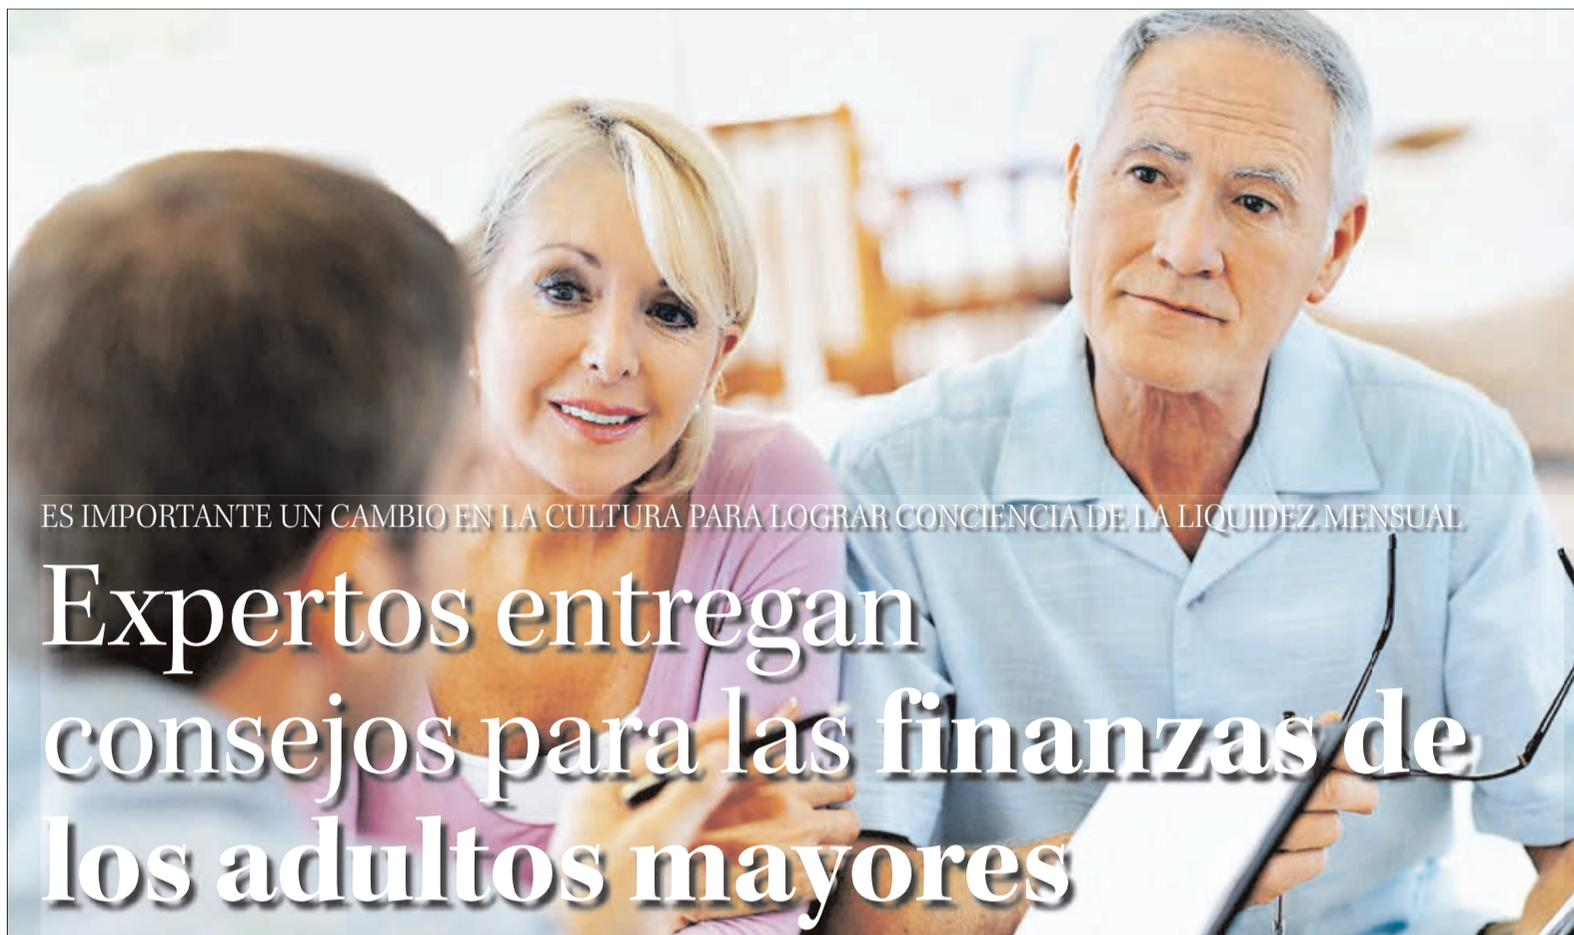 ES IMPORTANTE UN CAMBIO EN LA CULTURA PARA LOGRAR CONCIENCIA DE LA LIQUIDEZ MENSUAL
Expertos entregan
consejos para las finanzas de
los adultos mayores